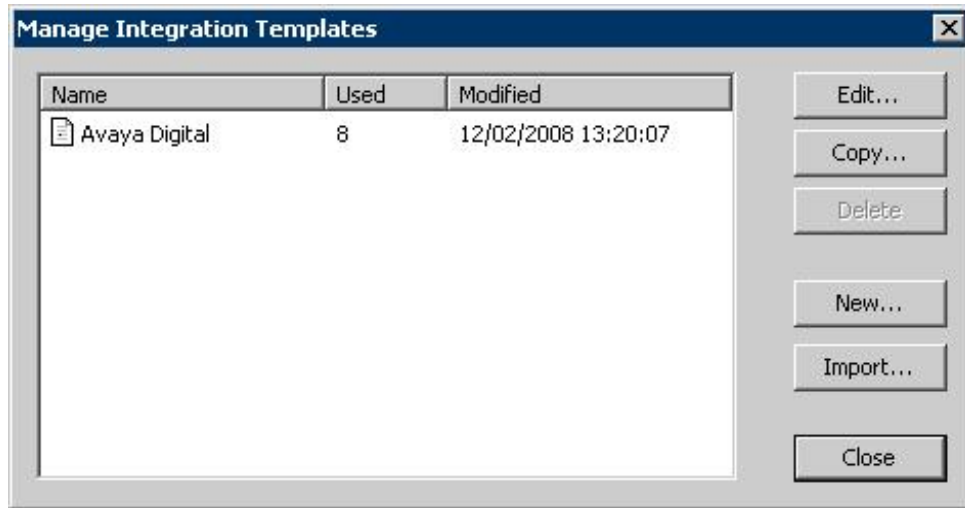 Manage Integration Templates
Name Used Modified
Avaya Digital 8 12/02/2008 13:20:07
Edit...
Copy...
Delete
New...
Import...
Close